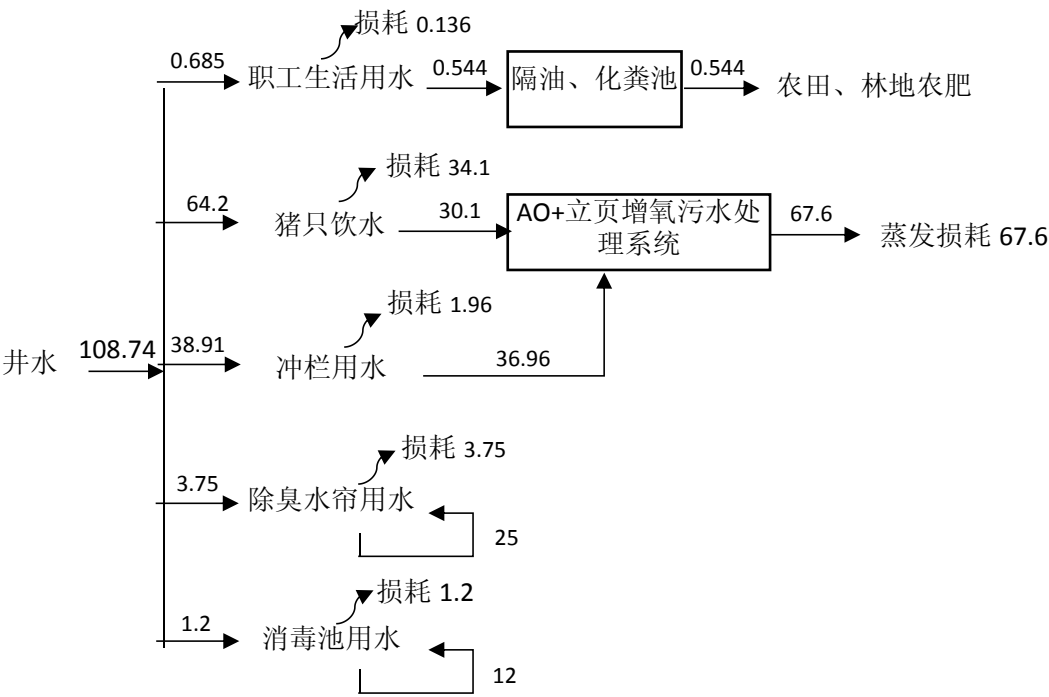 损耗 0.136
0.685
职工生活用水
0.544
隔油、化粪池
0.544
农田、林地农肥
损耗 34.1
64.2
猪只饮水
30.1
AO+立页增氧污水处
理系统
67.6
蒸发损耗 67.6
损耗 1.96
井水
108.74
38.91
冲栏用水
36.96
损耗 3.75
3.75
除臭水帘用水
25
损耗 1.2
1.2
消毒池用水
12